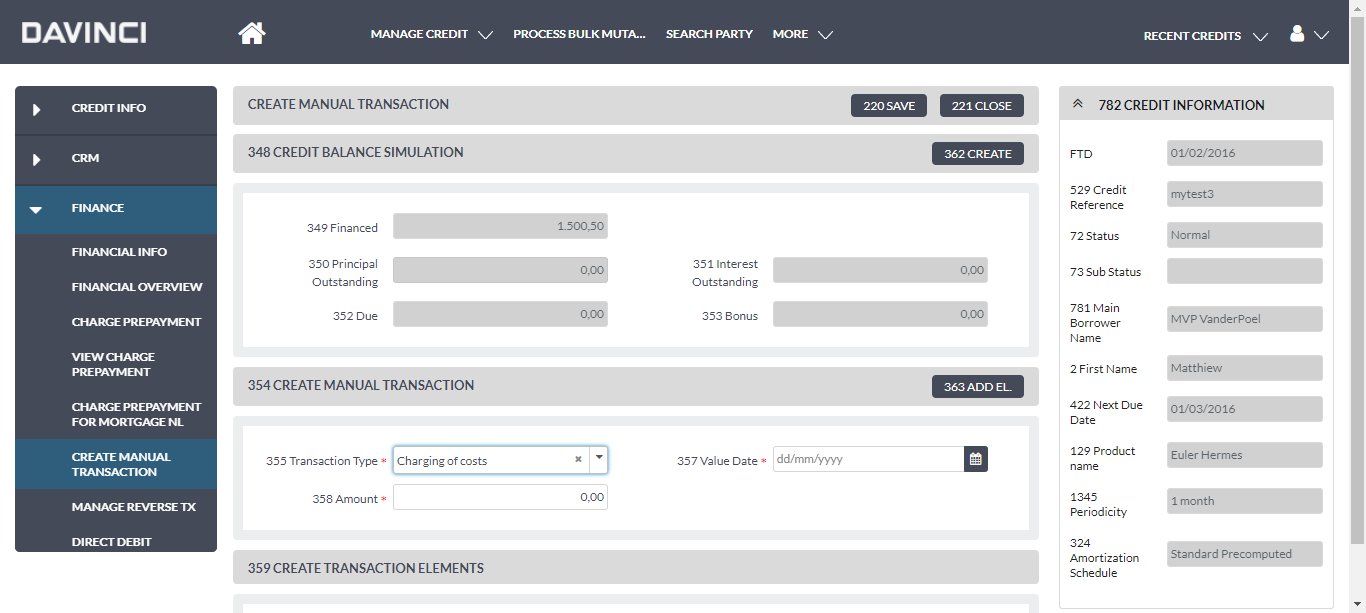 DAVINCI
MANAGE CREDIT
PROCESS BULK MUTA...
SEARCH PARTY
MORE
RECENT CREDITS
CREDIT INFO
CRM
FINANCE
FINANCIAL INFO
FINANCIAL OVERVIEW
CHARGE PREPAYMENT
VIEW CHARGE
PREPAYMENT
CHARGE PREPAYMENT
FOR MORTGAGE NL
CREATE MANUAL
TRANSACTION
MANAGE REVERSE TX
DIRECT DEBIT
CREATE MANUAL TRANSACTION
220 SAVE
221 CLOSE
348 CREDIT BALANCE SIMULATION
362 CREATE
349 Financed
1.500,50
350 Principal
Outstanding
0,00
351 Interest
Outstanding
0,00
352 Due
0,00
353 Bonus
0,00
354 CREATE MANUAL TRANSACTION
363 ADD EL.
355 Transaction Type *
Charging of costs
357 Value Date *
dd/mm/yyyy
358 Amount *
0,00
359 CREATE TRANSACTION ELEMENTS
782 CREDIT INFORMATION
FTD
01/02/2016
529 Credit
Reference
mytest3
72 Status
Normal
73 Sub Status
781 Main
Borrower
Name
MVP VanderPoel
2 First Name
Matthiew
422 Next Due
Date
01/03/2016
129 Product
name
Euler Hermes
1345
Periodicity
1 month
324
Amortization
Schedule
Standard Precomputed